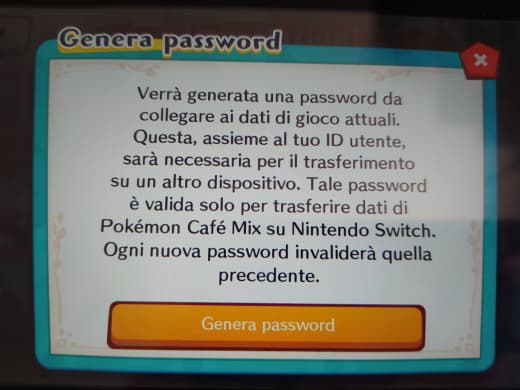 Genera password
Verrà generata una password da
collegare ai dati di gioco attuali.
Questa, assieme al tuo ID utente,
sarà necessaria per il trasferimento
su un altro dispositivo. Tale password
è valida solo per trasferire dati di
Pokémon Café Mix su Nintendo Switch.
Ogni nuova password invaliderà quella
precedente.
Genera password